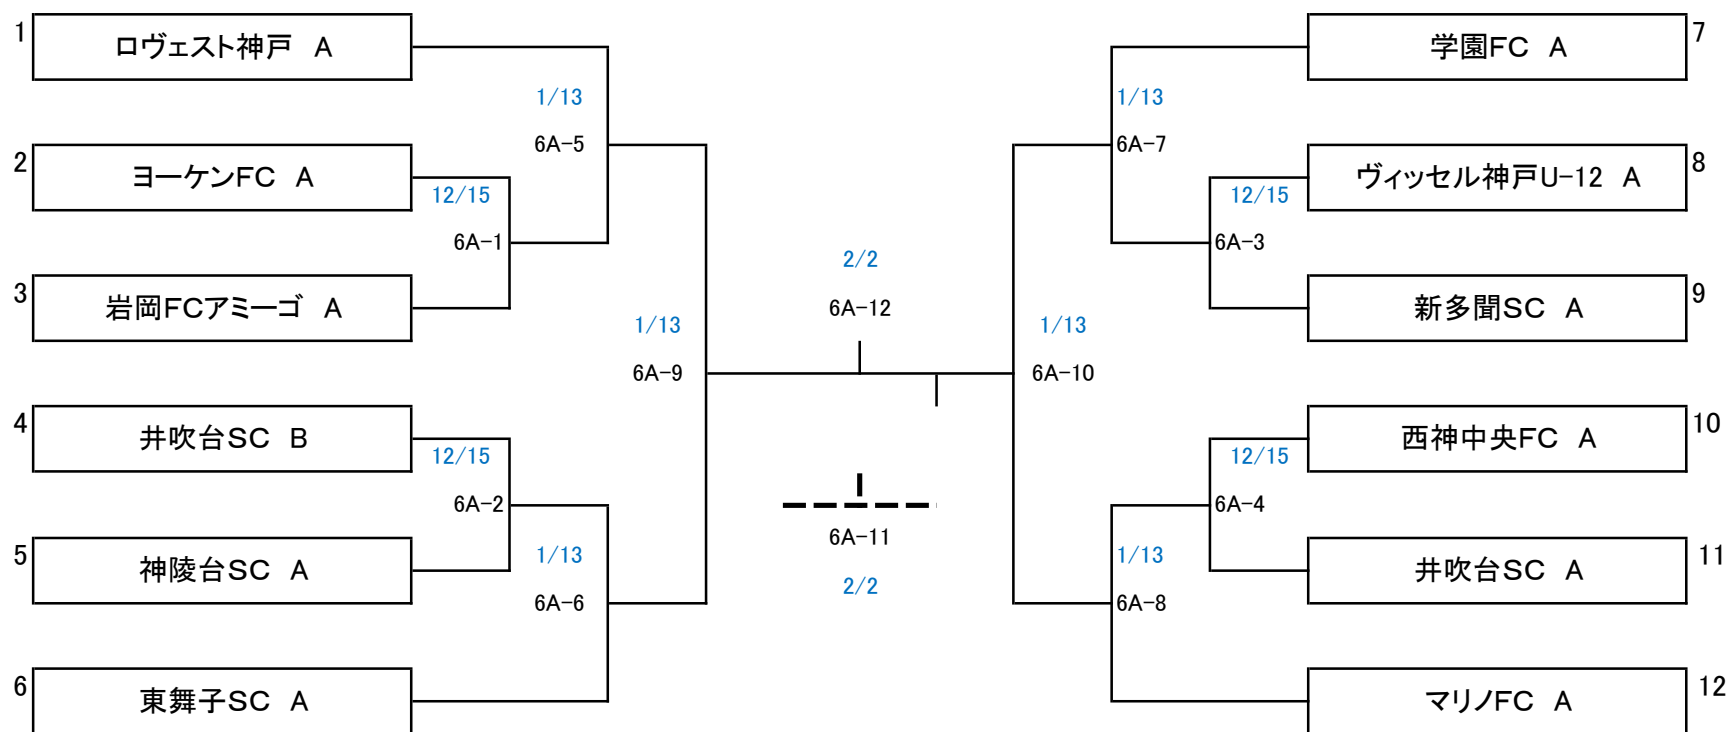 1
ロヴェスト神戸 A
7
学園FC A
1/13
1/13
6A-5
6A-7
2
ヨーケンFC A
8
ヴィッセル神戸U-12 A
12/15
12/15
6A-1
6A-3
2/2
3
岩岡FCアミーゴ A
9
新多聞SC A
6A-12
1/13
1/13
6A-9
6A-10
4
井吹台SC B
10
西神中央FC A
12/15
12/15
6A-2
6A-4
6A-11
5
神陵台SC A
11
井吹台SC A
1/13
1/13
2/2
6A-6
6A-8
6
東舞子SC A
12
マリノFC A